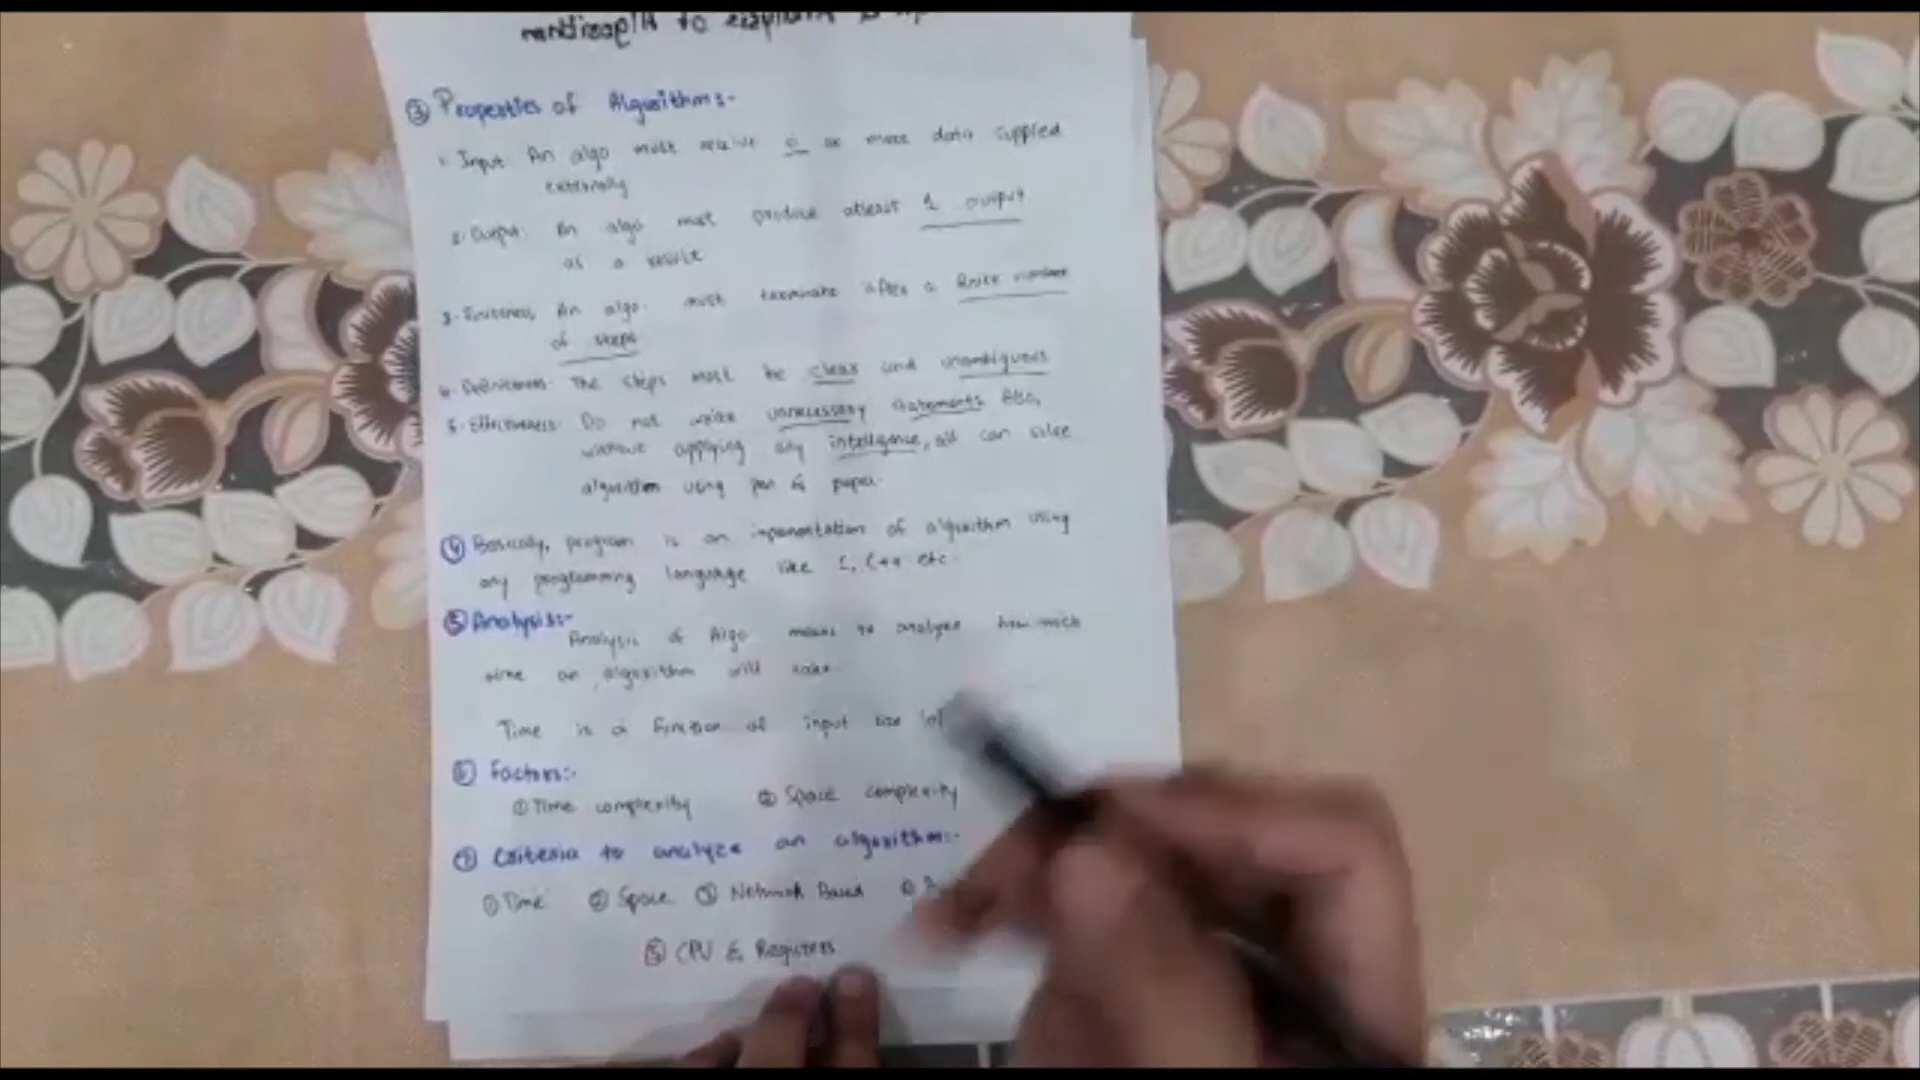 Analysis of Algorithm
③ Properties of Algorithms:-
1. Input: An algo must receive 0 or more data supplied
externally
2. Output: An algo must produce atleast 1 output
as a result
3. Finiteness, An algo. must terminate after a finite number
of steps
4. Definiteness. The steps must be clear and unambiguous
5. Effectiveness: Do not write unnecessary statements Also,
without applying any intelligence, can solve
algorithm using pen & paper.
④ Basically, program is an of algorithm using
any programming language like C++ etc.
⑤ Analysis:-
Analysis of Algo means to analyze how much
time an algorithm will take.
Time is a function of input size
⑥ Factors:-
① Time complexity ② Space complexity
⑦ Criteria to analyze an algorithm:-
① Time ② Space ③ Network Based ④
⑤ CPU & Registers